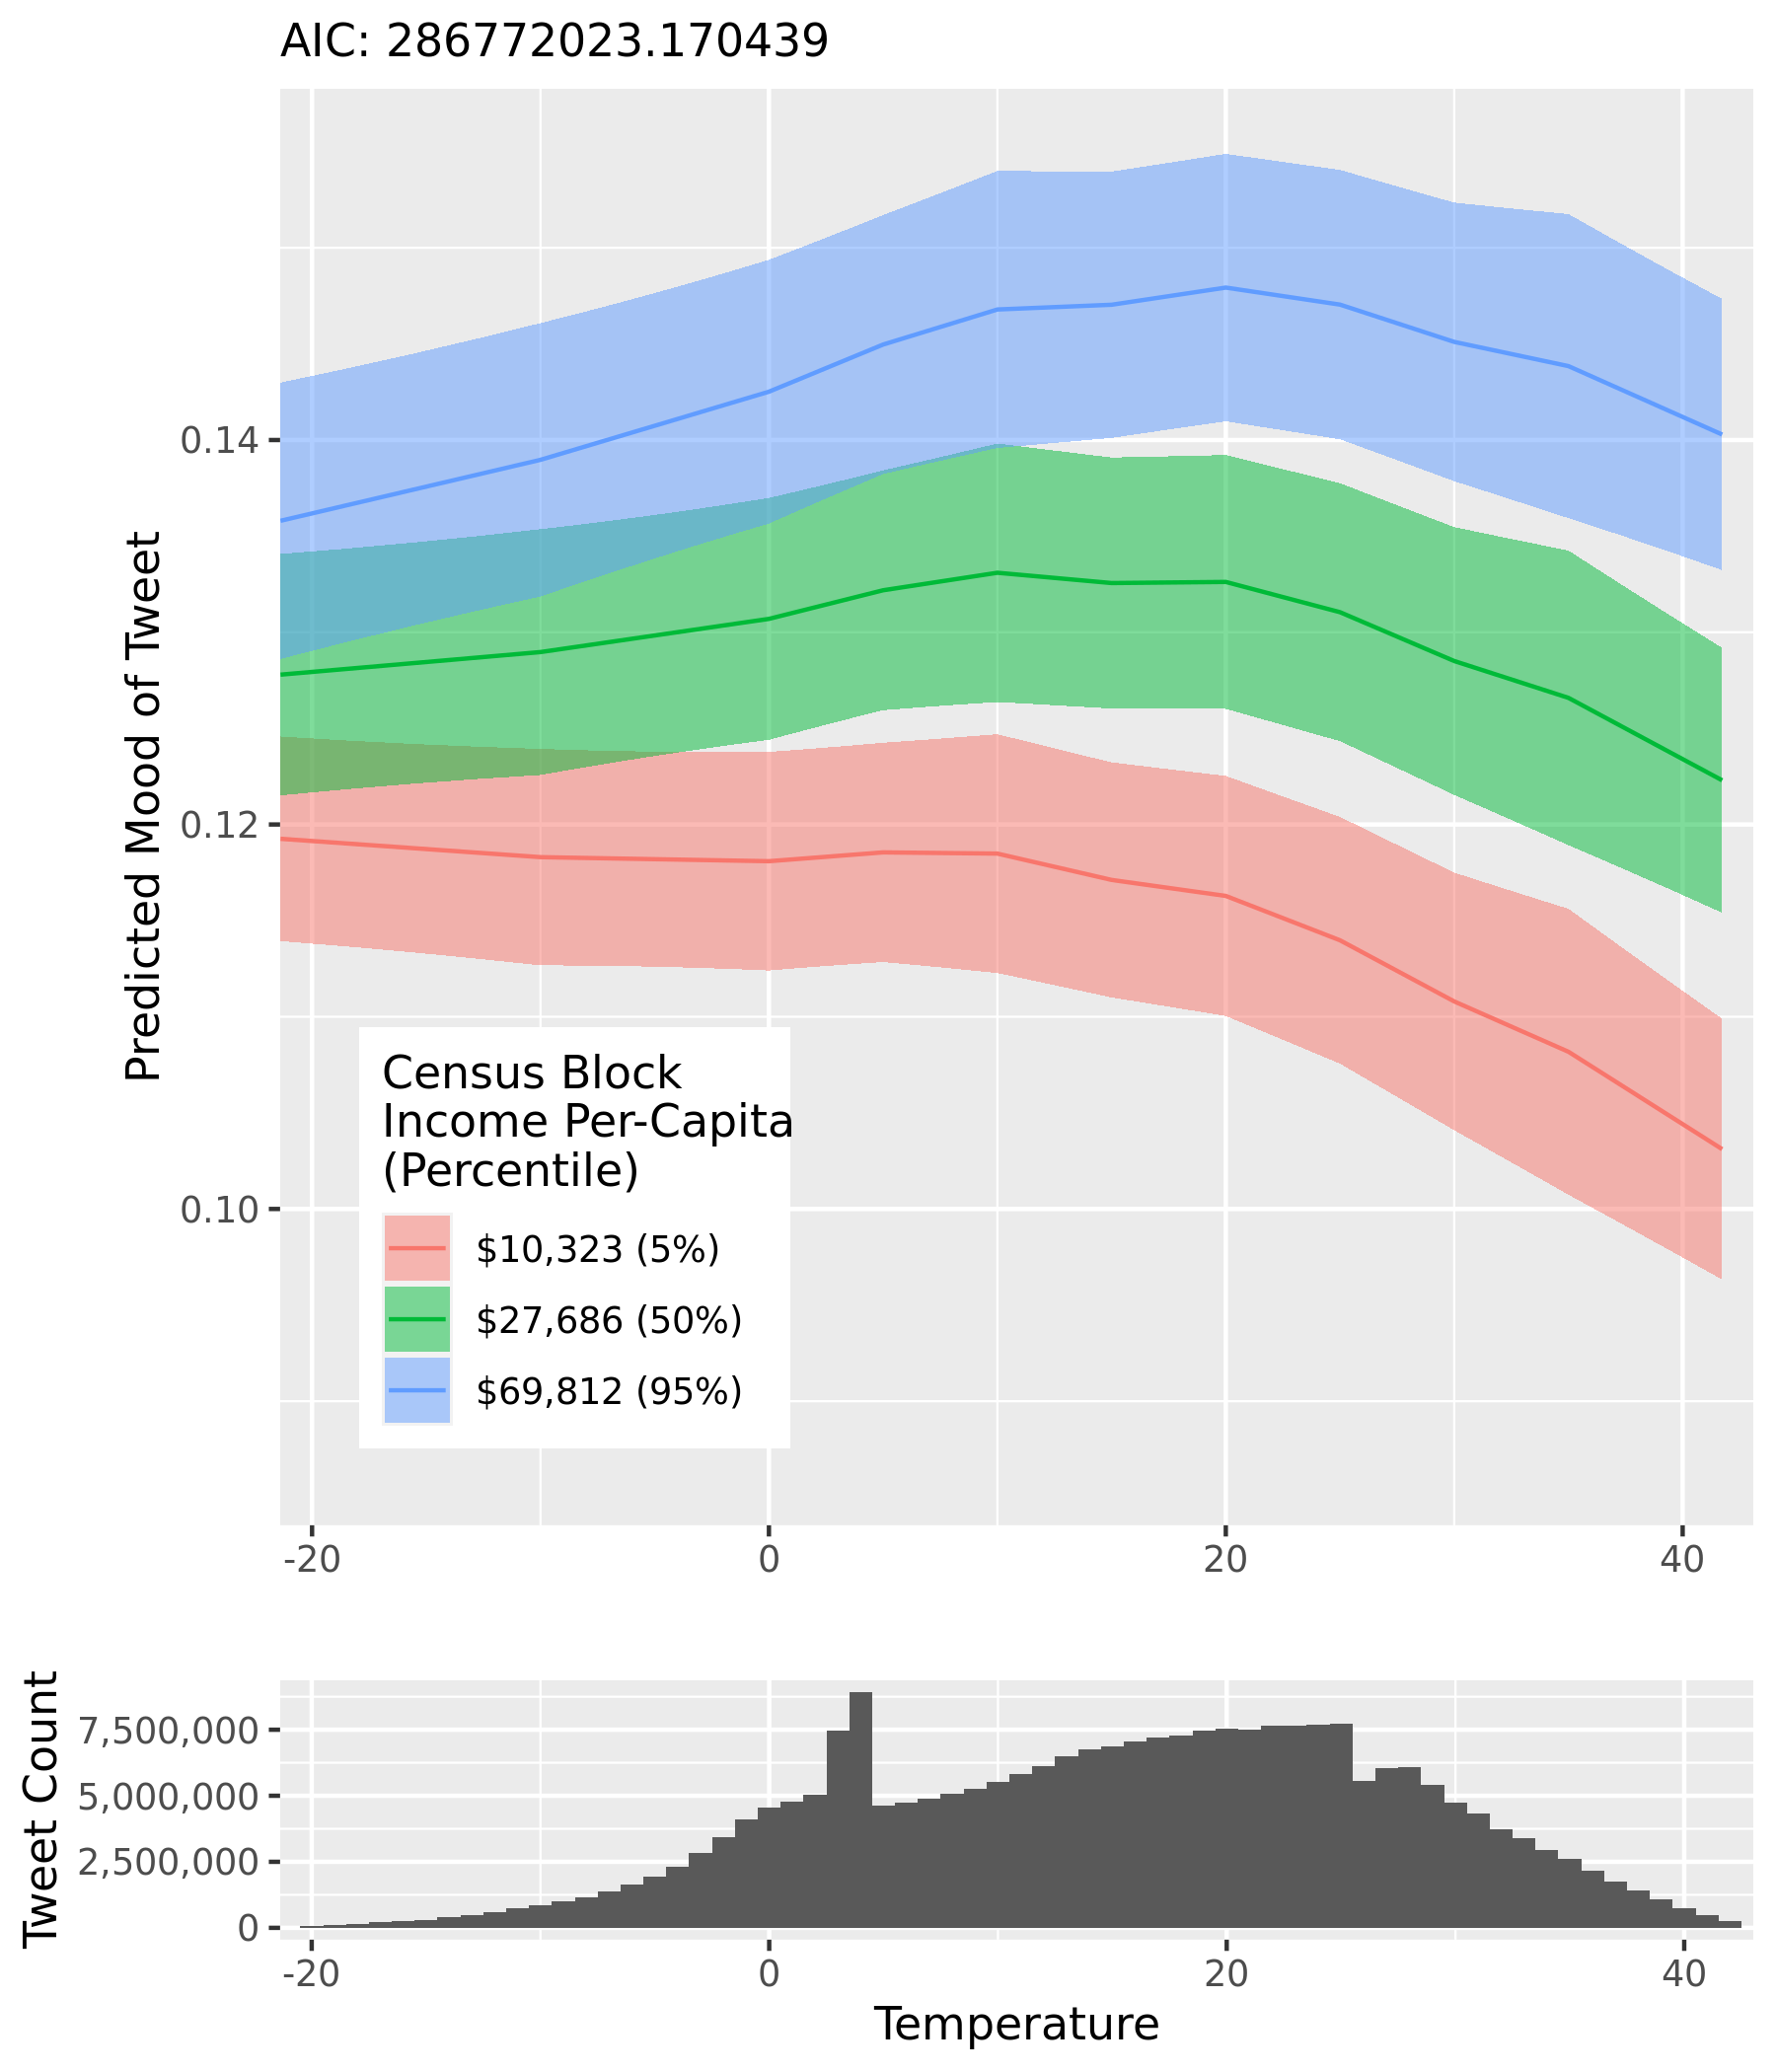 AIC: 286772023.170439
Predicted Mood of Tweet
0.14
0.12
0.10
Census Block
Income Per-Capita
(Percentile)
$10,323 (5%)
$27,686 (50%)
$69,812 (95%)
-20
0
20
40
Tweet Count
7,500,000
5,000,000
2,500,000
0
-20
0
20
40
Temperature